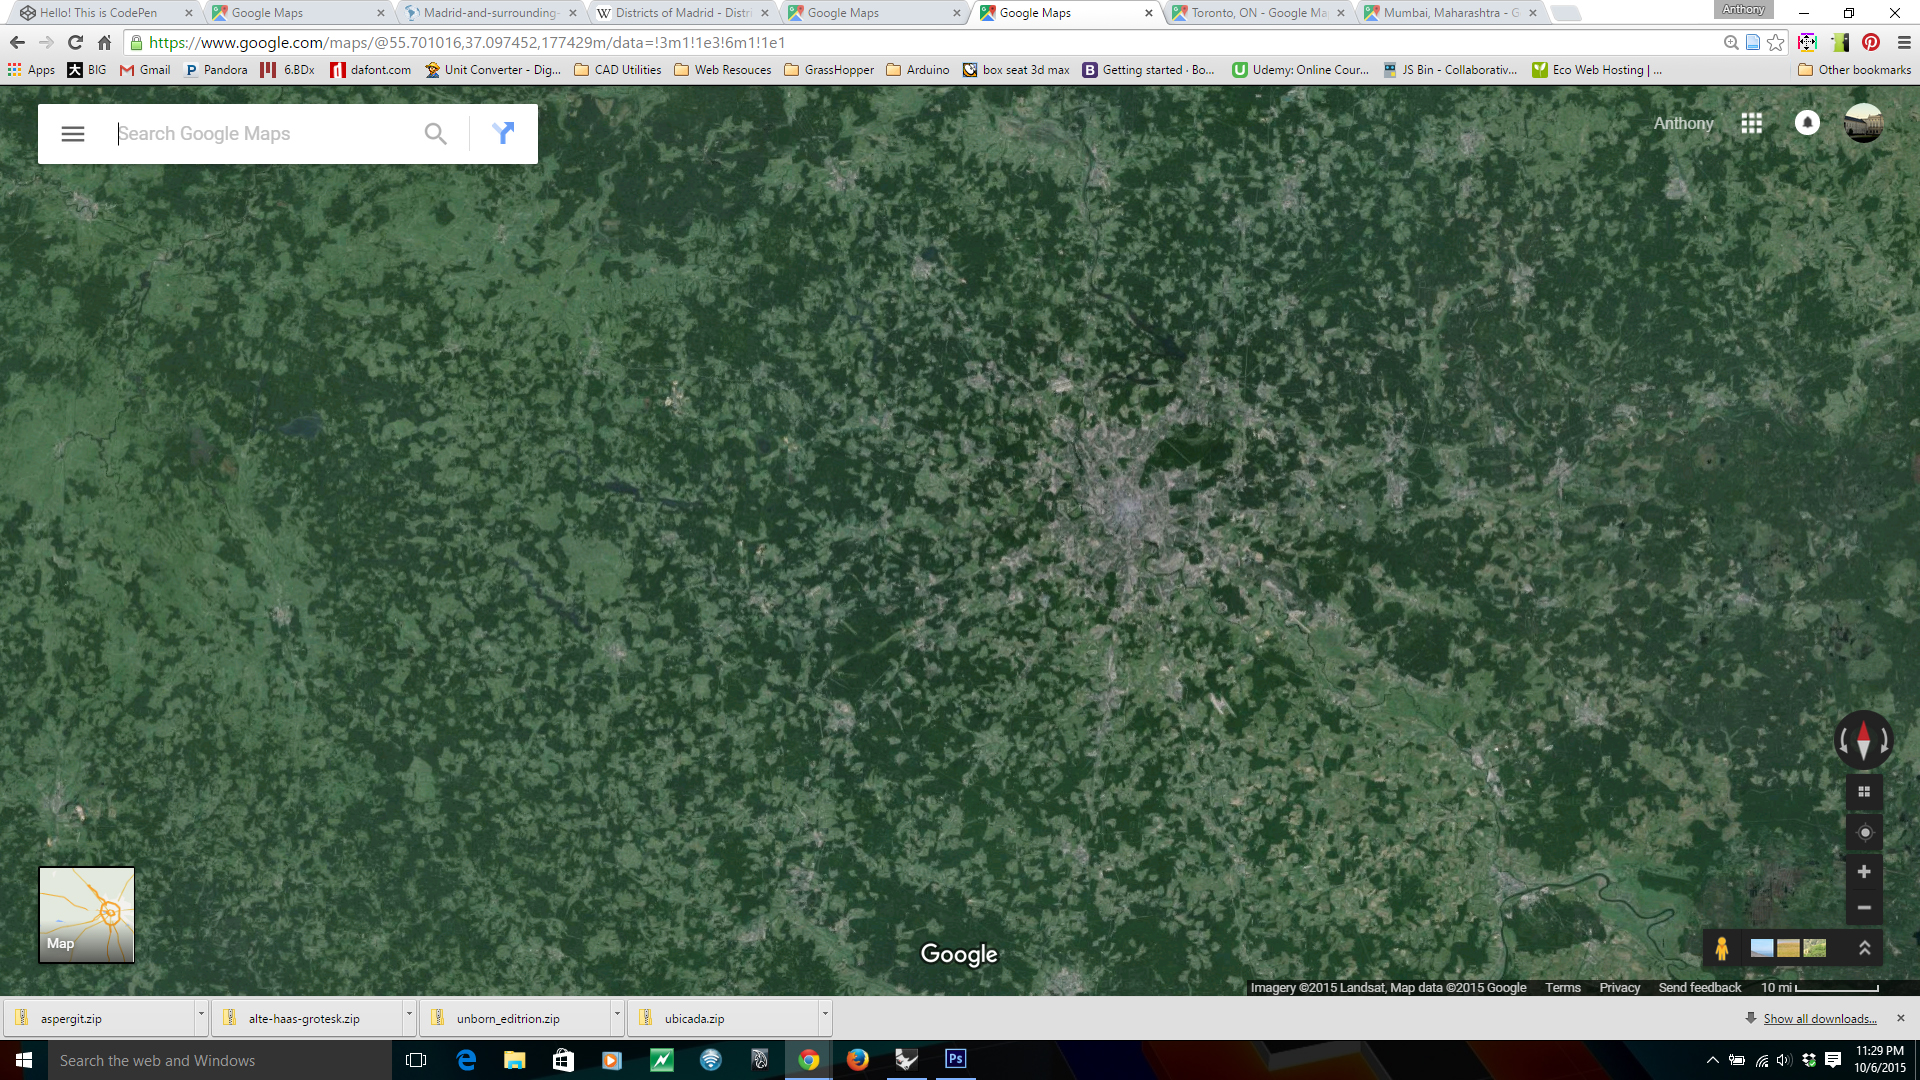 Hello! This is CodePen
Google Maps
Madrid-and-surrounding-
Districts of Madrid - Distri
Google Maps
Google Maps
Toronto, ON - Google Ma
Mumbai, Maharashtra - G
Anthony
https://www.google.com/maps/@55.701016,37.097452,177429m/data=!3m1!1e3!6m1!1e1
Apps
BIG
Gmail
Pandora
6.BDx
dafont.com
Unit Converter - Dig...
CAD Utilities
Web Resouces
GrassHopper
Arduino
box seat 3d max
Getting started · Bo...
Udemy: Online Cour...
JS Bin - Collaborativ...
Eco Web Hosting | ...
Other bookmarks
Search Google Maps
Anthony
Map
Google
Imagery ©2015 Landsat, Map data ©2015 Google
Terms
Privacy
Send feedback
10 mi
aspergit.zip
alte-haas-grotesk.zip
unborn_editrion.zip
ubicada.zip
Show all downloads...
Search the web and Windows
Ps
11:29 PM
10/6/2015